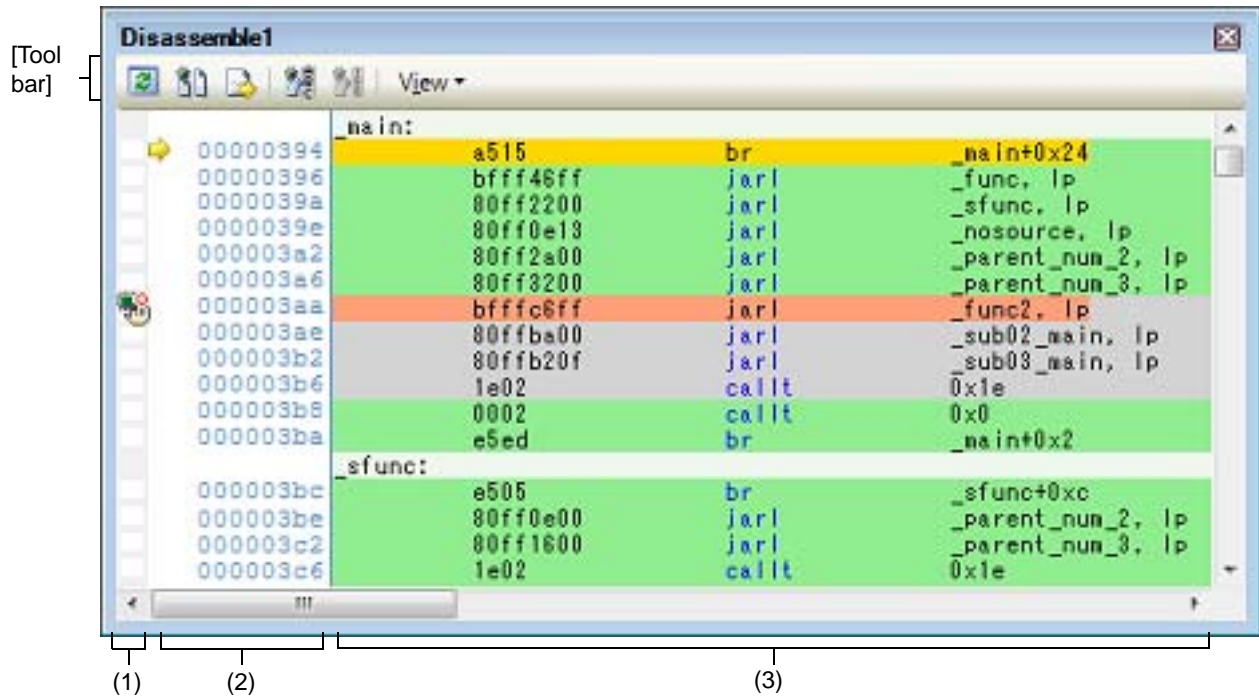 Disassemble1
[Tool
bar]
View
_main:
00000394 a515 br _main+0x24
00000396 bfff46ff jarl _func, lp
0000039a 80ff2200 jarl _sfunc, lp
0000039e 80ff0e13 jarl _nosource, lp
000003a2 80ff2a00 jarl _parent_num_2, lp
000003a6 80ff3200 jarl _parent_num_3, lp
000003aa bfffc6ff jarl _func2, lp
000003ae 80ffba00 jarl _sub02_main, lp
000003b2 80ffb20f jarl _sub03_main, lp
000003b6 1e02 callt 0x1e
000003b8 0002 callt 0x0
000003ba e5ed br _main+0x2
_sfunc:
000003bc e505 br _sfunc+0xc
000003be 80ff0e00 jarl _parent_num_2, lp
000003c2 80ff1600 jarl _parent_num_3, lp
000003c6 1e02 callt 0x1e
(1) (2) (3)